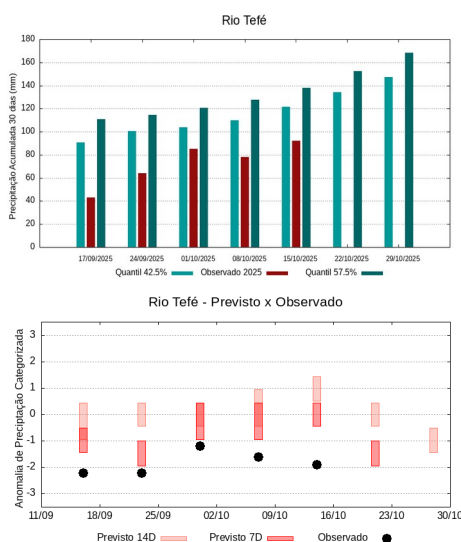 Rio Tefé
Precipitação Acumulada 30 dias (mm)
180
160
140
120
100
80
60
40
20
0
17/09/2025 24/09/2025 01/10/2025 08/10/2025 15/10/2025 22/10/2025 29/10/2025
Quantil 42.5% Observado 2025 Quantil 57.5%
Rio Tefé - Previsto x Observado
Anomalia de Precipitação Categorizada
3
2
1
0
-1
-2
-3
11/09 18/09 25/09 02/10 09/10 16/10 23/10 30/10
Previsto 14D Previsto 7D Observado